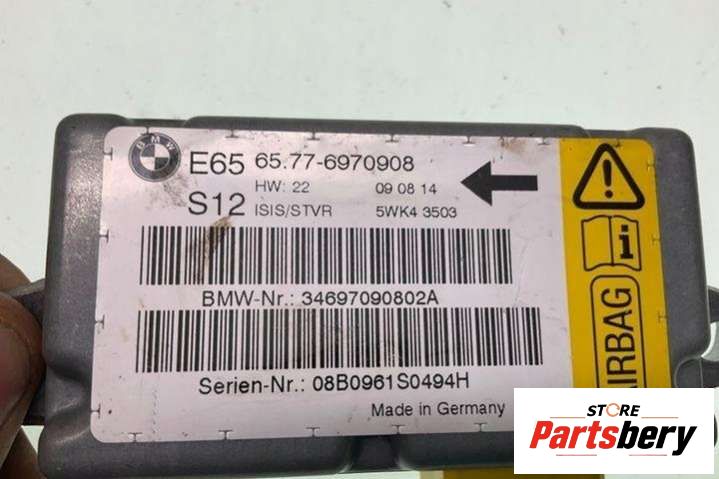 BMW
E65 65.77-6970908
HW: 22 09 08 14
S12 ISIS/STVR 5WK4 3503
BMW-Nr.: 34697090802A
Serien-Nr.: 08B0961S0494H
Made in Germany
AIRBAG
STORE
Partsbery